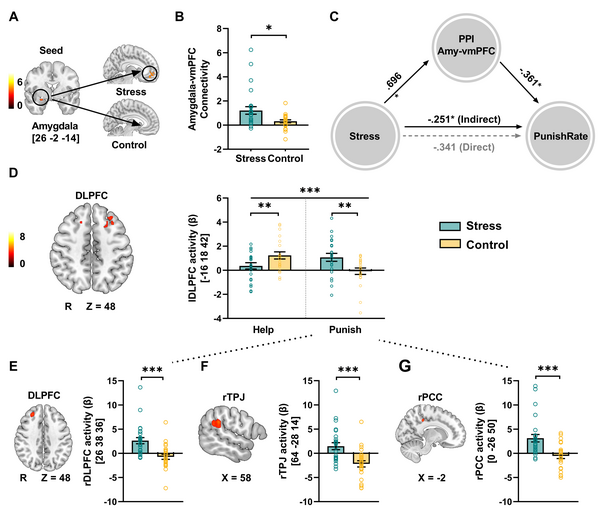 A
Seed
6
0
Amygdala
[26 -2 -14]
Stress
Control
B
Amygdala-vmPFC
Connectivity
8
6
4
2
0
-2
*
Stress Control
C
PPI
Amy-vmPFC
.696
*
-.361*
Stress
-.251* (Indirect)
-.341 (Direct)
PunishRate
D
DLPFC
8
0
R Z = 48
lDLPFC activity (β)
[-16 18 42]
6
4
2
0
-2
-4
***
**
**
Help
Punish
Stress
Control
E
DLPFC
R Z = 48
rDLPFC activity (β)
[26 38 36]
15
10
5
0
-5
-10
***
F
rTPJ
X = 58
rTPJ activity (β)
[64 -28 14]
15
10
5
0
-5
-10
***
G
rPCC
X = -2
rPCC activity (β)
[0 -26 50]
15
10
5
0
-5
-10
***